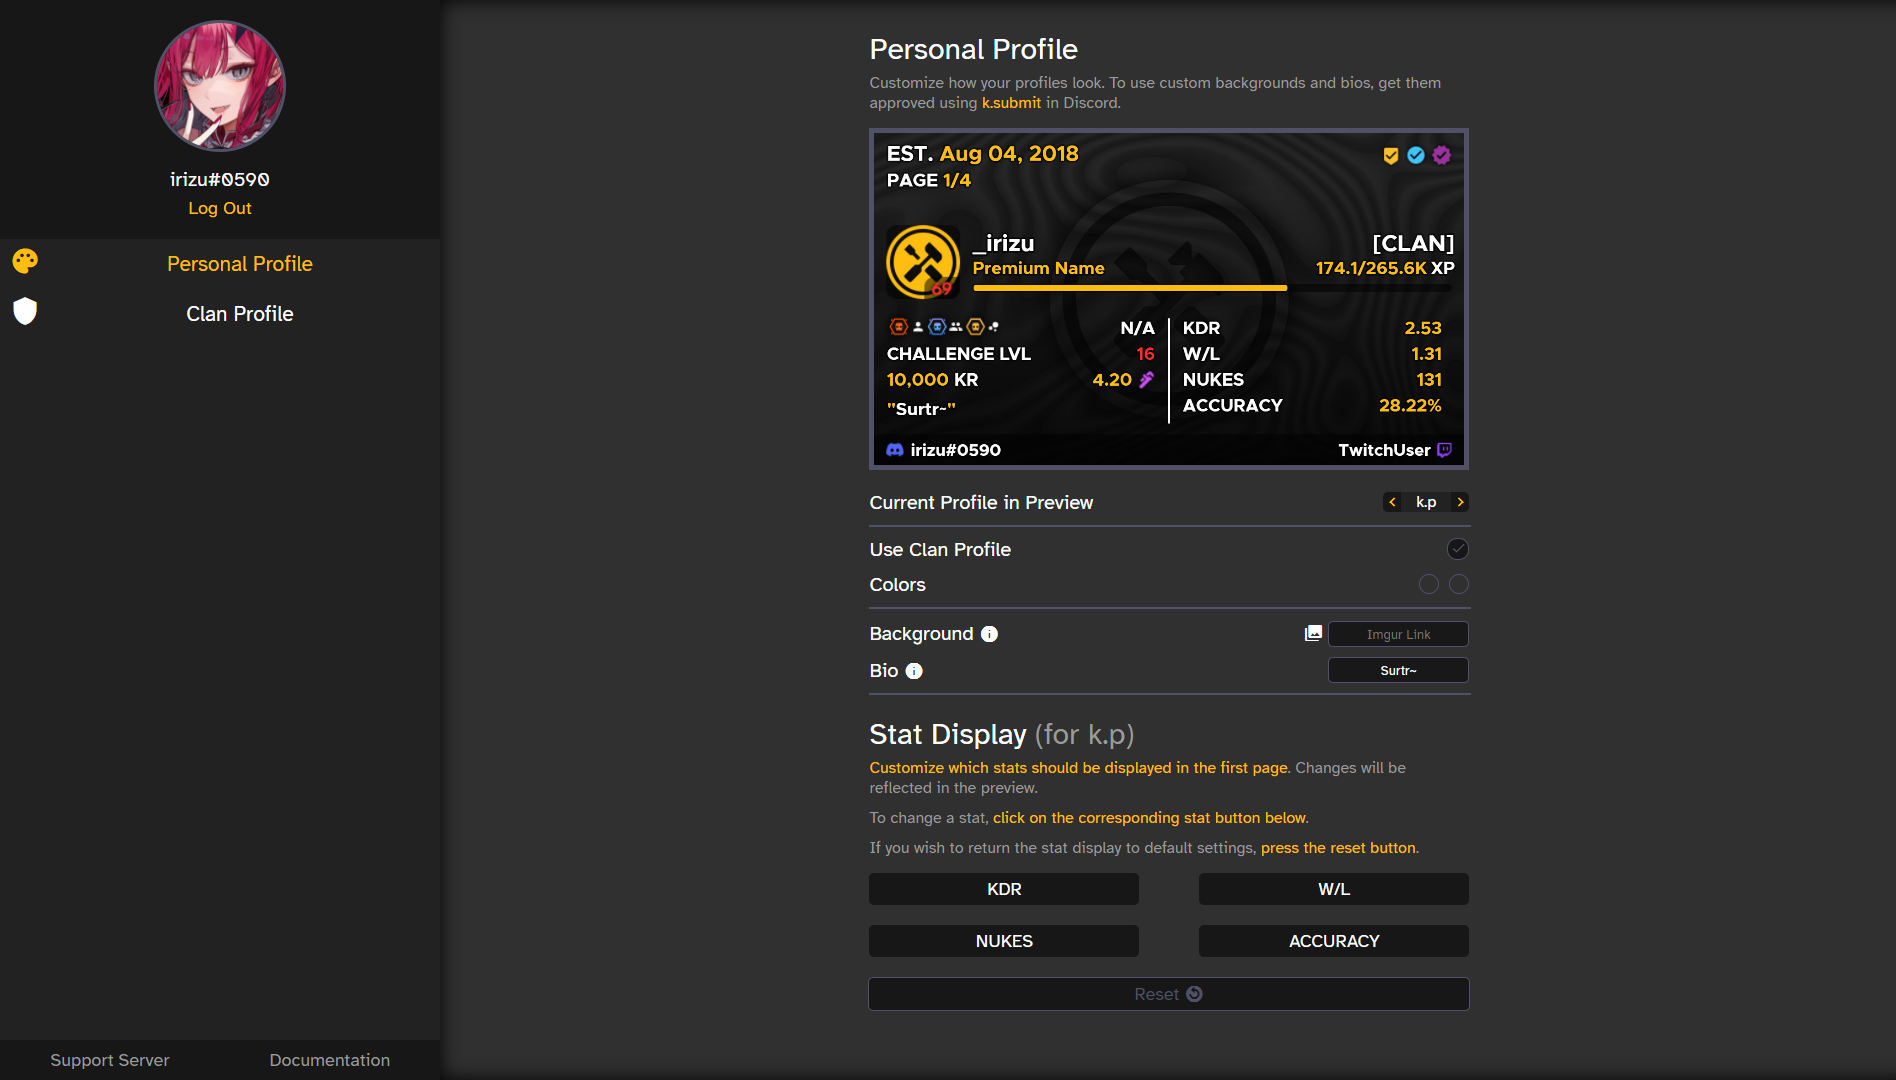 irizu#0590
Log Out
Personal Profile
Clan Profile
Support Server
Documentation
Personal Profile
Customize how your profiles look. To use custom backgrounds and bios, get them
approved using k.submit in Discord.
EST. Aug 04, 2018
PAGE 1/4
69
_irizu
[CLAN]
Premium Name
174.1/265.6K XP
N/A
CHALLENGE LVL 16
10,000 KR 4.20
"Surtr~"
KDR 2.53
W/L 1.31
NUKES 131
ACCURACY 28.22%
irizu#0590
TwitchUser
Current Profile in Preview
< k.p >
Use Clan Profile
Colors
Background
Imgur Link
Bio
Surtr~
Stat Display (for k.p)
Customize which stats should be displayed in the first page. Changes will be
reflected in the preview.
To change a stat, click on the corresponding stat button below.
If you wish to return the stat display to default settings, press the reset button.
KDR
W/L
NUKES
ACCURACY
Reset